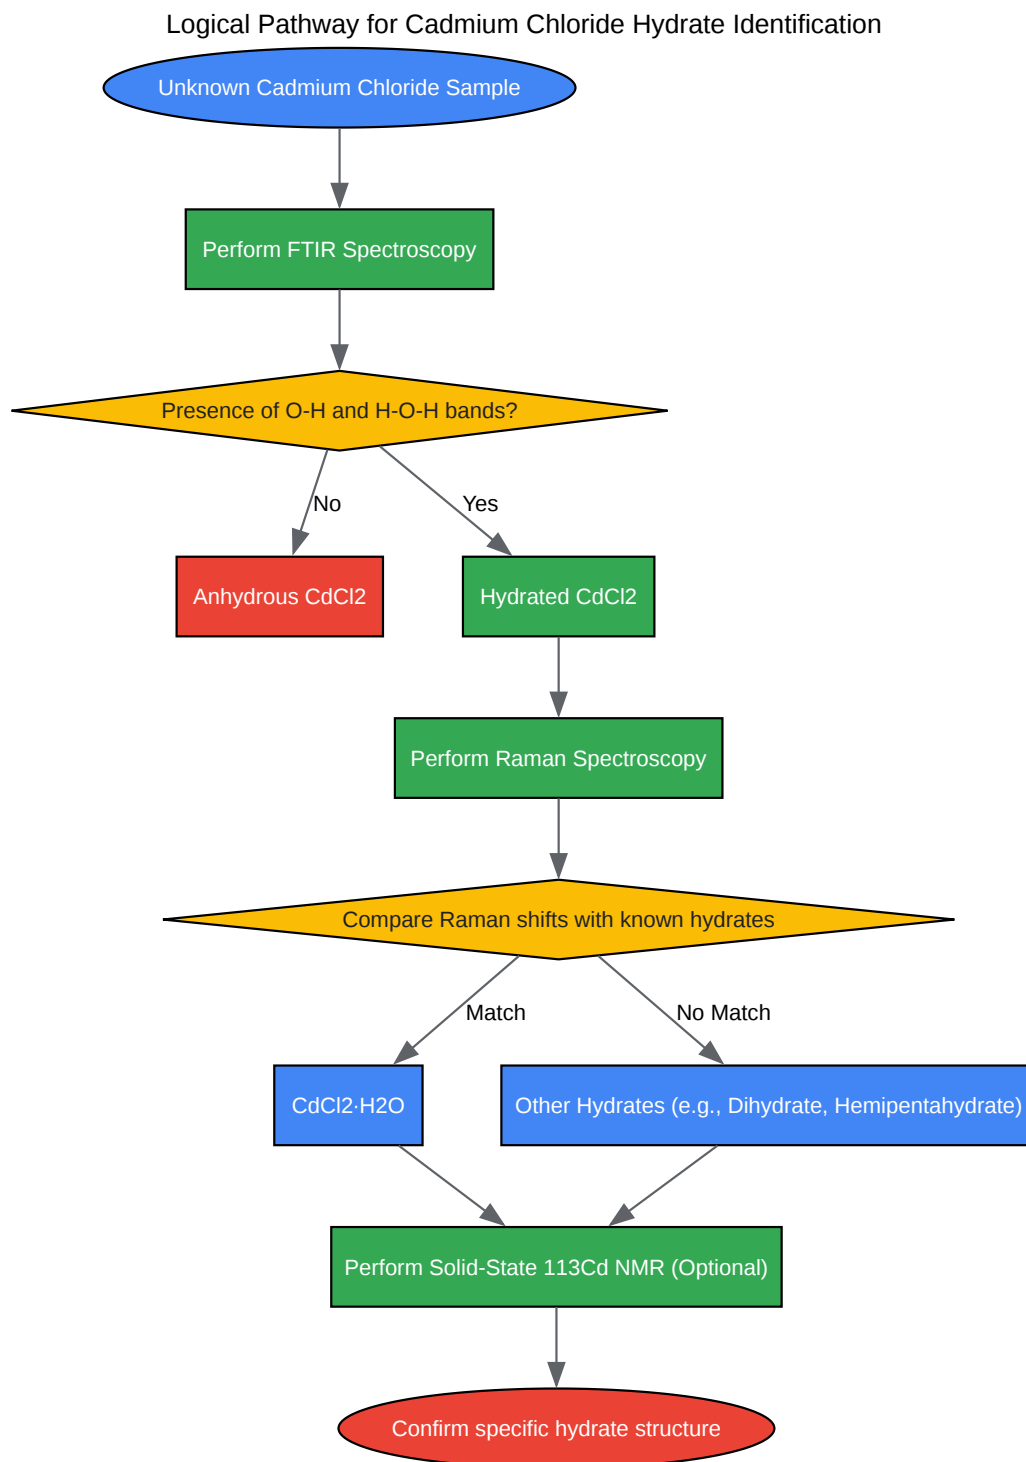 Logical Pathway for Cadmium Chloride Hydrate Identification
Unknown Cadmium Chloride Sample
Perform FTIR Spectroscopy
Presence of O-H and H-O-H bands?
No
Yes
Anhydrous CdCl2
Hydrated CdCl2
Perform Raman Spectroscopy
Compare Raman shifts with known hydrates
Match
No Match
CdCl2·H2O
Other Hydrates (e.g., Dihydrate, Hemipentahydrate)
Perform Solid-State 113Cd NMR (Optional)
Confirm specific hydrate structure